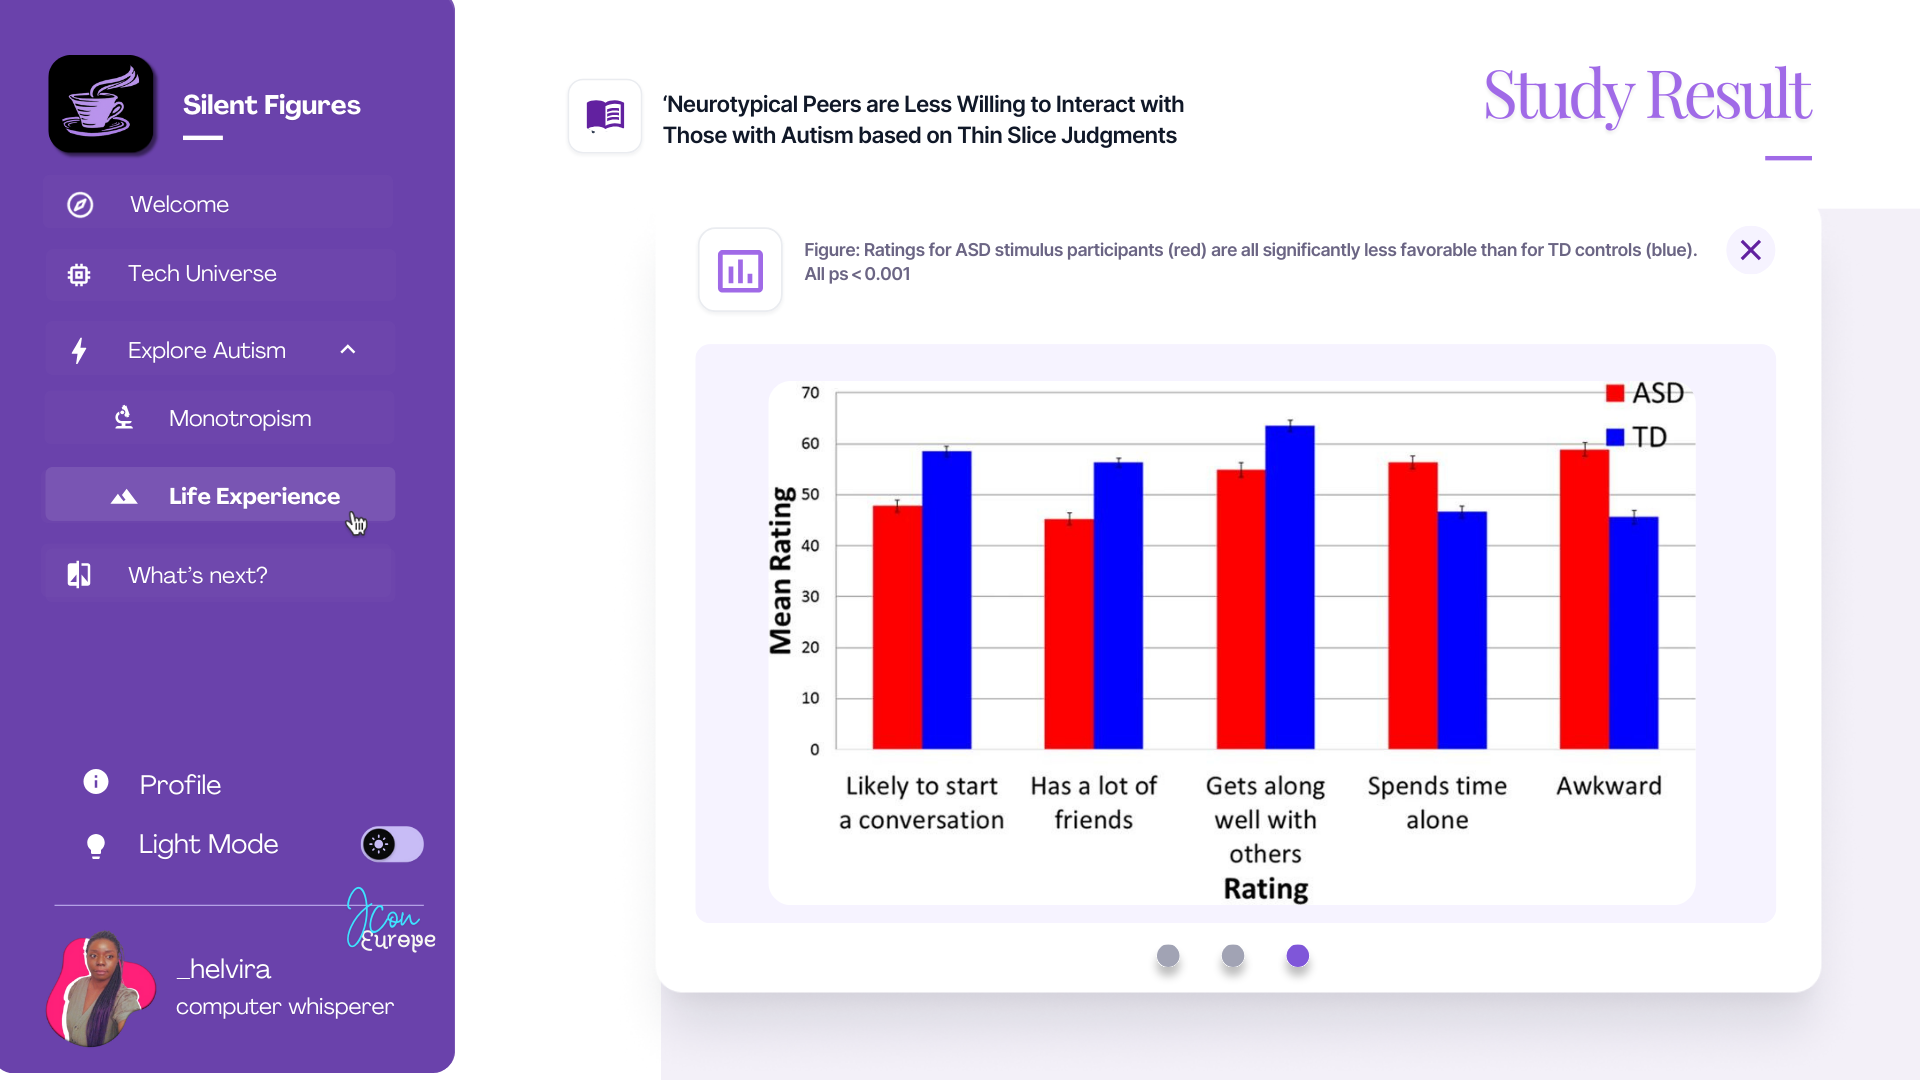 Silent Figures
Welcome
Tech Universe
Explore Autism
Monotropism
Life Experience
What's next?
Profile
Light Mode
JCon
Europe
_helvira
computer whisperer
‘Neurotypical Peers are Less Willing to Interact with
Those with Autism based on Thin Slice Judgments
Study Result
Figure: Ratings for ASD stimulus participants (red) are all significantly less favorable than for TD controls (blue).
All ps < 0.001
ASD
TD
Mean Rating
70
60
50
40
30
20
10
0
Likely to start
a conversation
Has a lot of
friends
Gets along
well with
others
Spends time
alone
Awkward
Rating